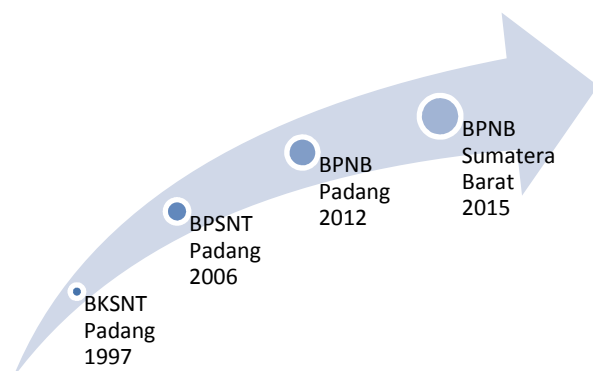 BKSNT
Padang
1997
BPSNT
Padang
2006
BPNB
Padang
2012
BPNB
Sumatera
Barat
2015